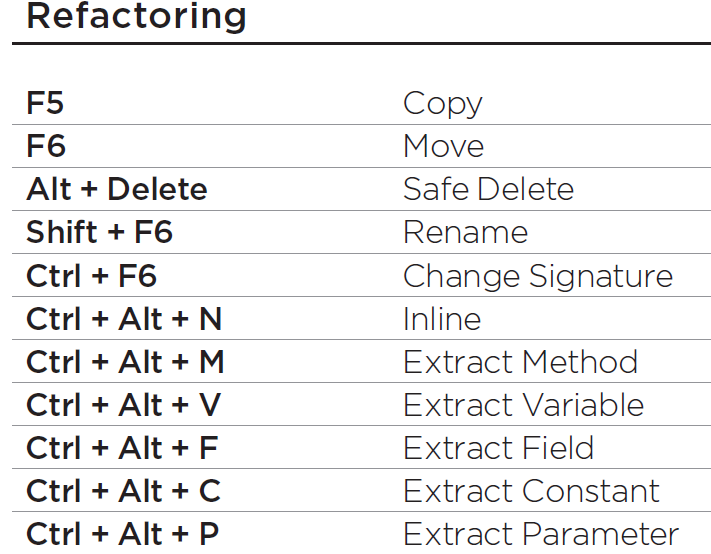 Refactoring
F5 Copy
F6 Move
Alt + Delete Safe Delete
Shift + F6 Rename
Ctrl + F6 Change Signature
Ctrl + Alt + N Inline
Ctrl + Alt + M Extract Method
Ctrl + Alt + V Extract Variable
Ctrl + Alt + F Extract Field
Ctrl + Alt + C Extract Constant
Ctrl + Alt + P Extract Parameter